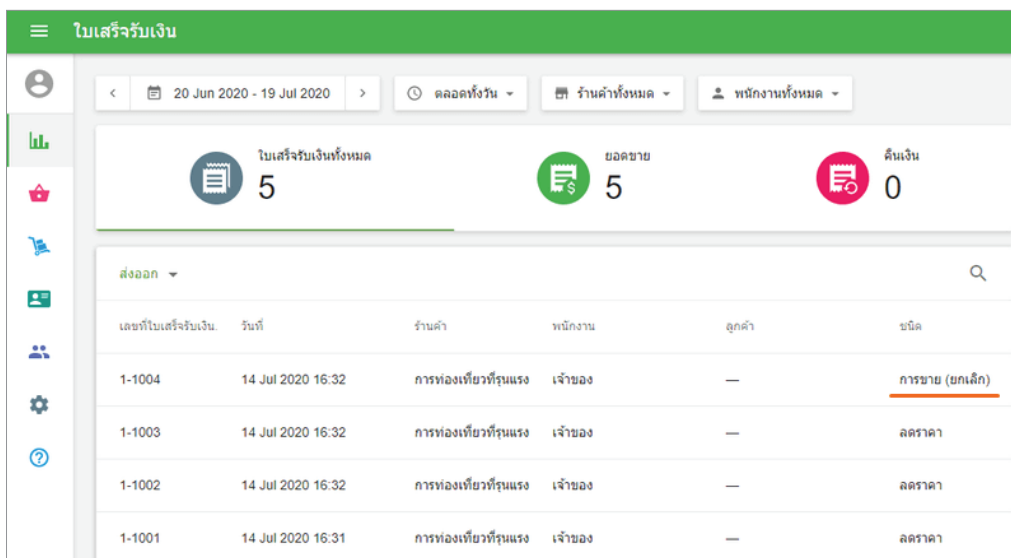 ใบเสร็จรับเงิน
20 Jun 2020 - 19 Jul 2020 ตลอดทั้งวัน ร้านค้าทั้งหมด พนักงานทั้งหมด
ใบเสร็จรับเงินทั้งหมด ยอดขาย คืนเงิน
5 5 0
ส่งออก
เลขที่ใบเสร็จรับเงิน. วันที่ ร้านค้า พนักงาน ลูกค้า ชนิด
1-1004 14 Jul 2020 16:32 การท่องเที่ยวที่รุนแรง เจ้าของ — การขาย (ยกเลิก)
1-1003 14 Jul 2020 16:32 การท่องเที่ยวที่รุนแรง เจ้าของ — ลดราคา
1-1002 14 Jul 2020 16:32 การท่องเที่ยวที่รุนแรง เจ้าของ — ลดราคา
1-1001 14 Jul 2020 16:31 การท่องเที่ยวที่รุนแรง เจ้าของ — ลดราคา